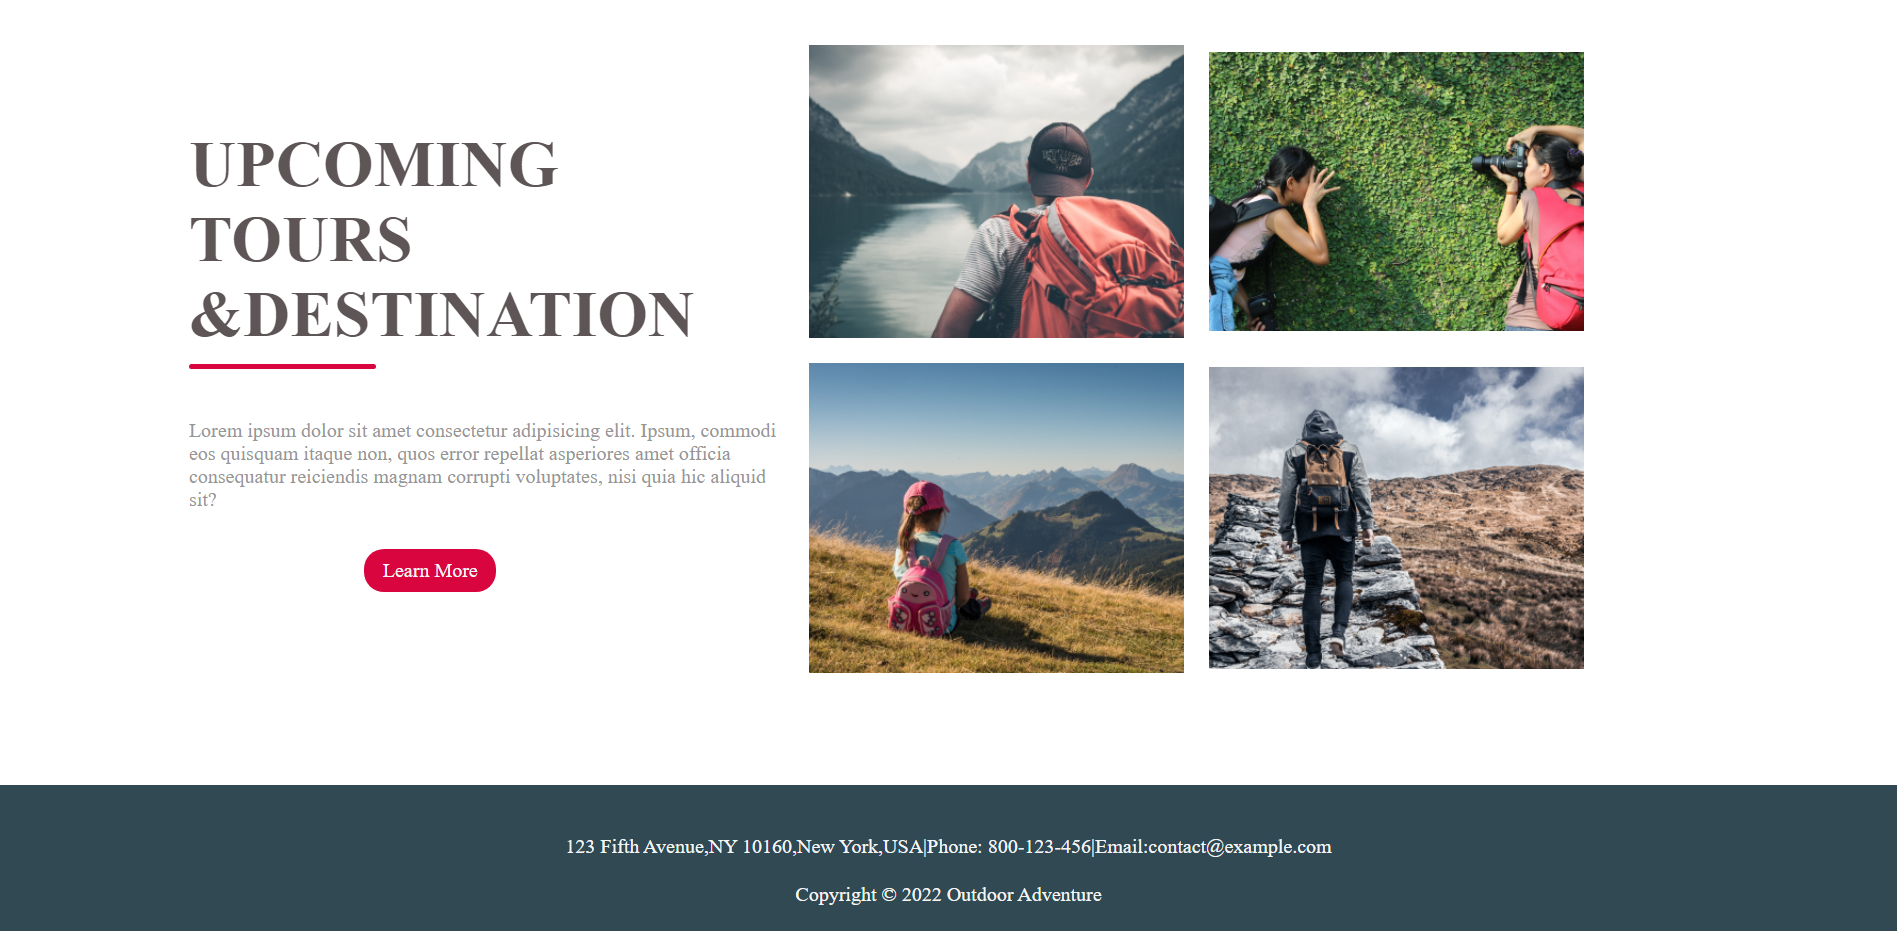 UPCOMING
TOURS
&DESTINATION
Lorem ipsum dolor sit amet consectetur adipisicing elit. Ipsum, commodi
eos quisquam itaque non, quos error repellat asperiores amet officia
consequatur reiciendis magnam corrupti voluptates, nisi quia hic aliquid
sit?
Learn More
123 Fifth Avenue,NY 10160,New York,USA|Phone: 800-123-456|Email:contact@example.com
Copyright © 2022 Outdoor Adventure